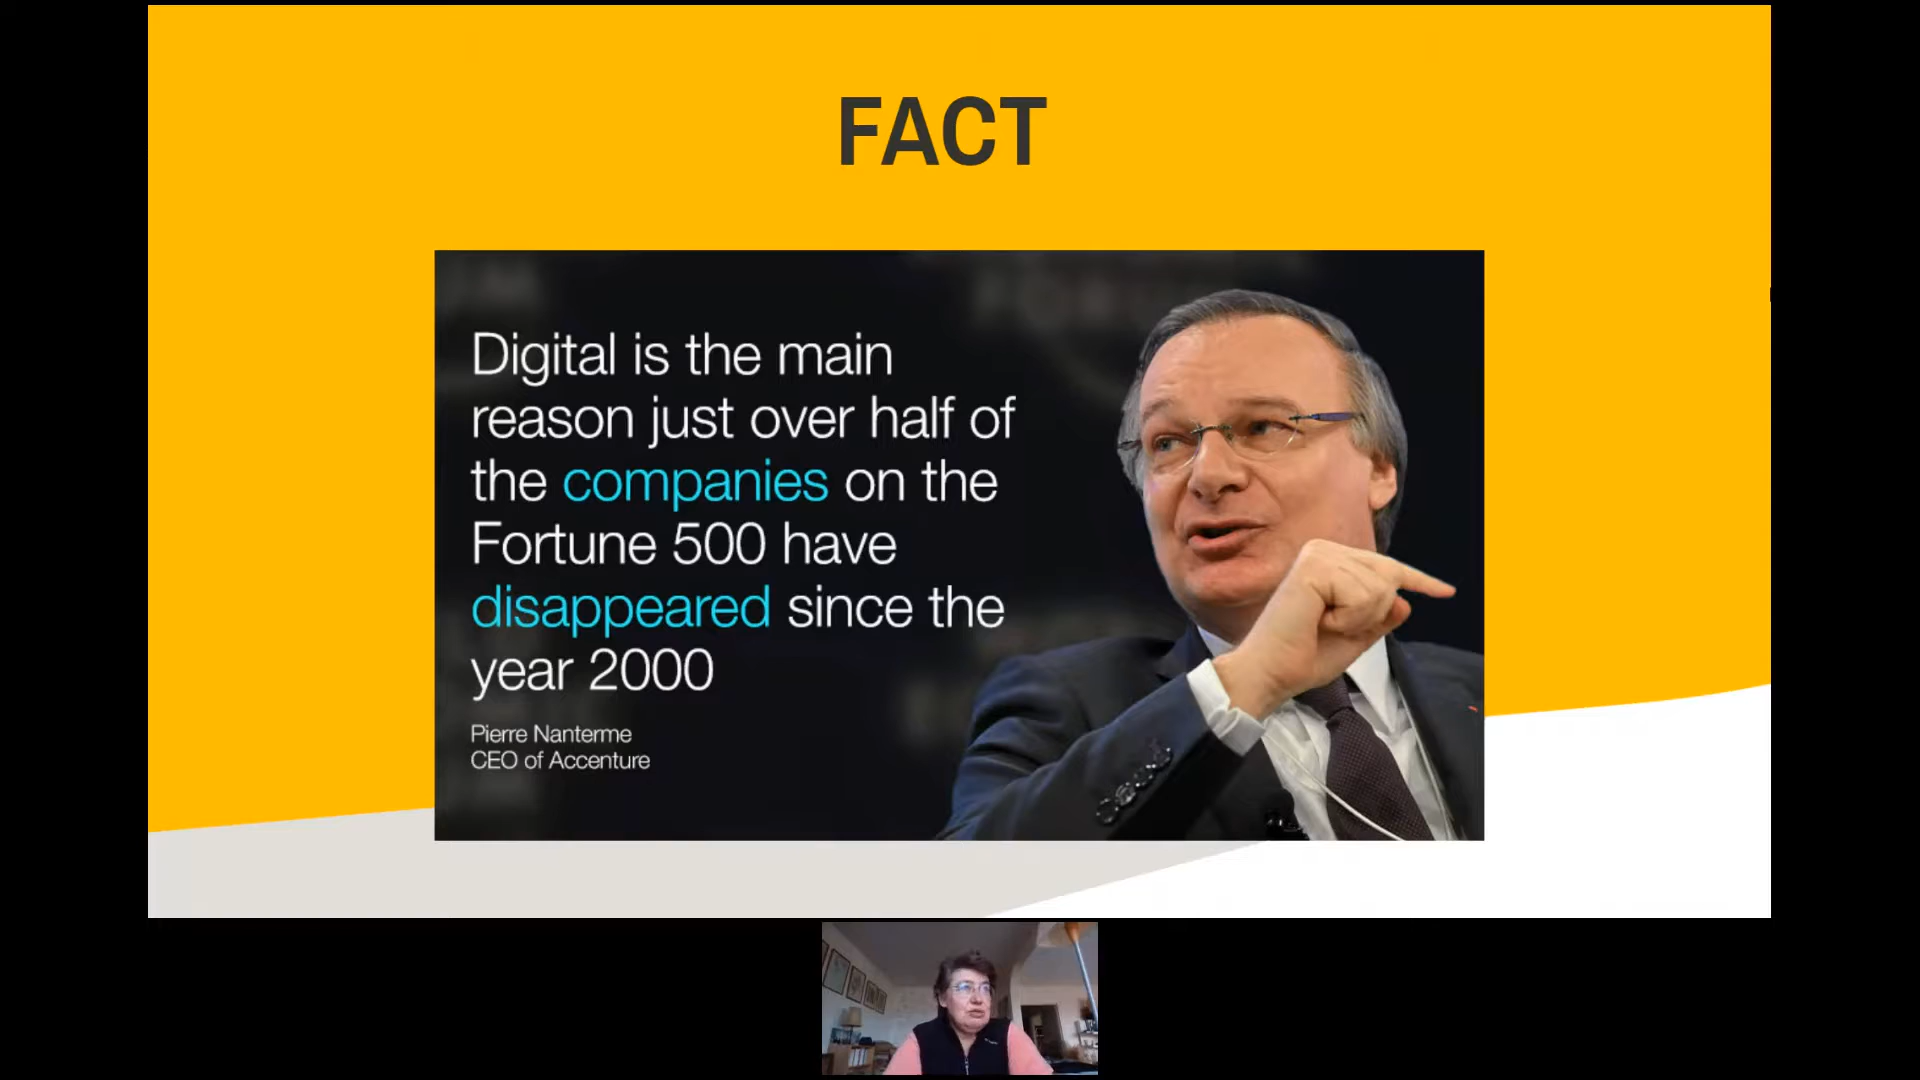 FACT
Digital is the main
reason just over half of
the companies on the
Fortune 500 have
disappeared since the
year 2000
Pierre Nanterme
CEO of Accenture